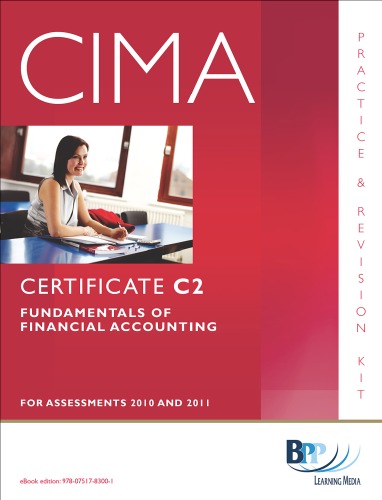 CIMA
PRACTICE & REVISION KIT
CERTIFICATE C2
FUNDAMENTALS OF
FINANCIAL ACCOUNTING
FOR ASSESSMENTS 2010 AND 2011
eBook edition: 978-07517-8300-1
BPP
LEARNING MEDIA